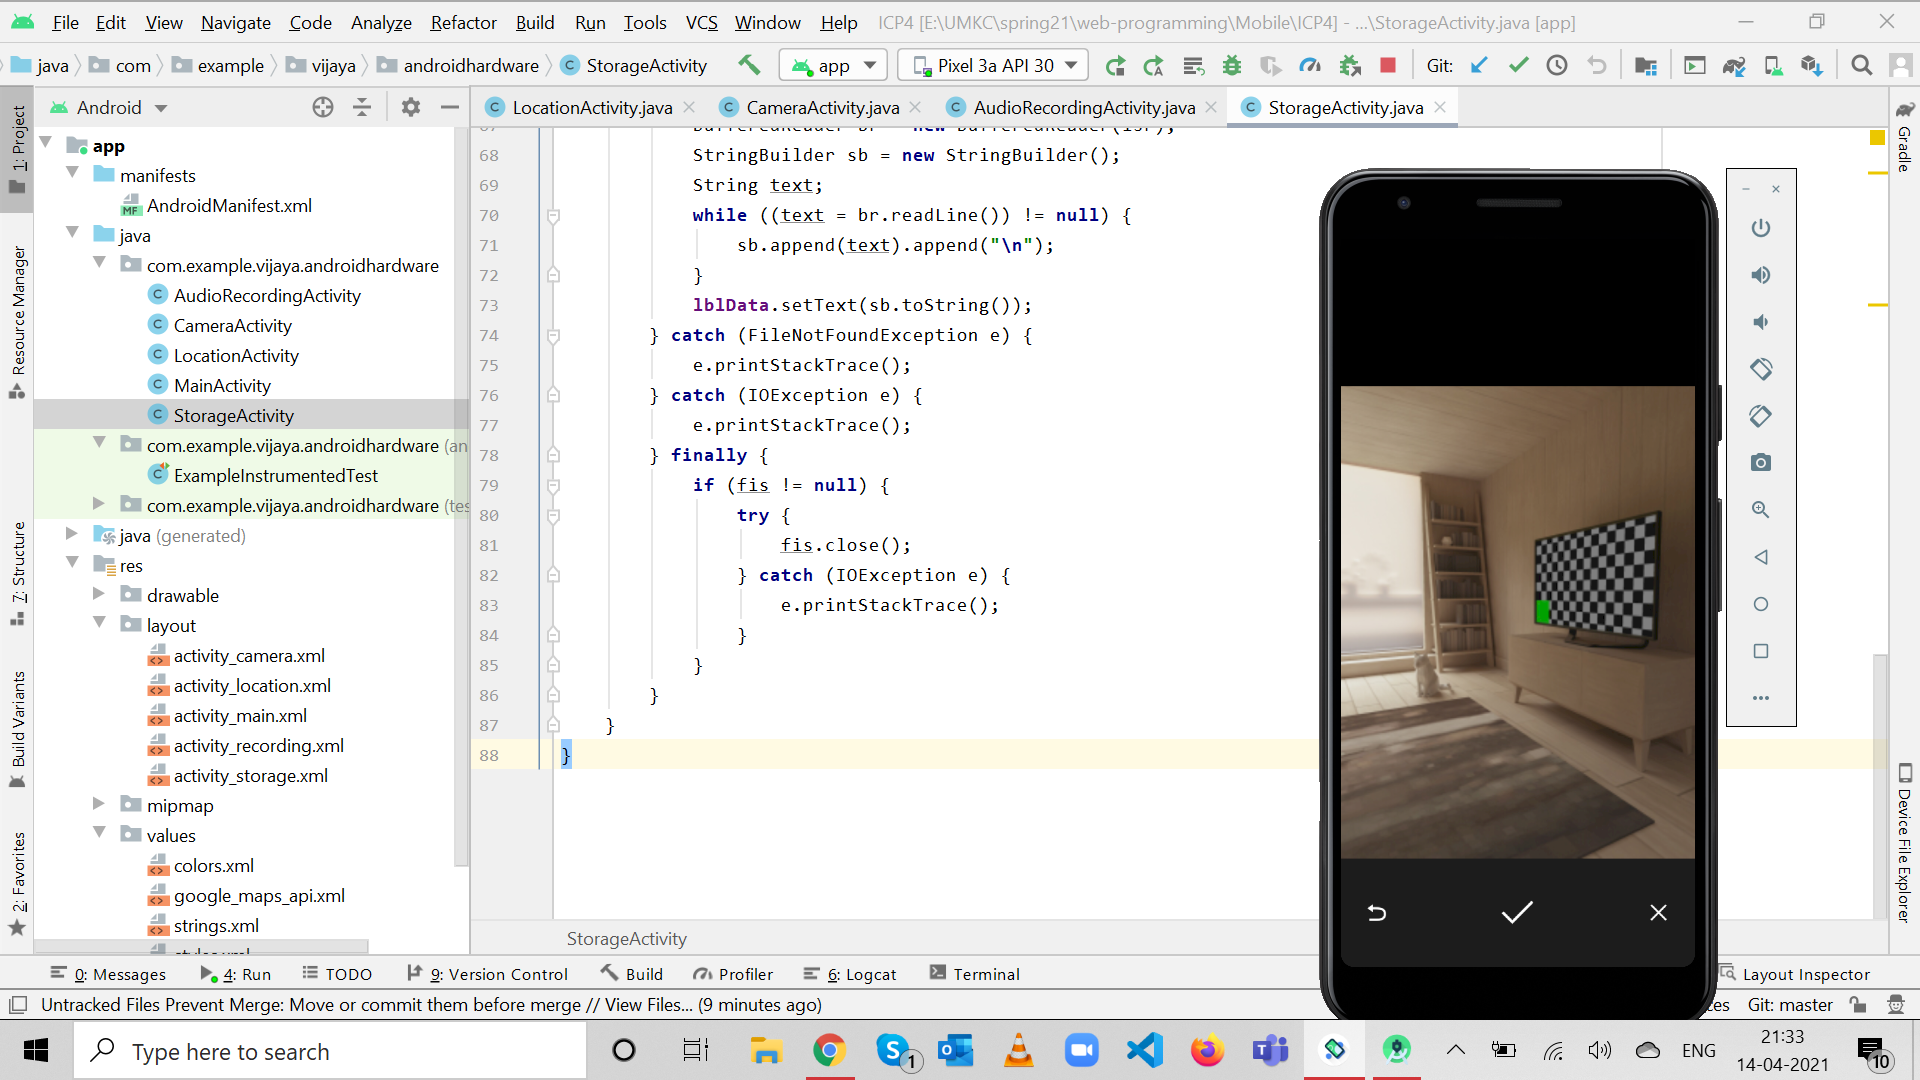 File Edit View Navigate Code Analyze Refactor Build Run Tools VCS Window Help ICP4 [E:\UMKC\spring21\web-programming\Mobile\ICP4] - ...\StorageActivity.java [app]
java com example vijaya androidhardware StorageActivity app Pixel 3a API 30 Git:
Android LocationActivity.java CameraActivity.java AudioRecordingActivity.java StorageActivity.java
1: Project
Resource Manager
7: Structure
Build Variants
2: Favorites
app
manifests
AndroidManifest.xml
java
com.example.vijaya.androidhardware
AudioRecordingActivity
CameraActivity
LocationActivity
MainActivity
StorageActivity
com.example.vijaya.androidhardware (an
ExampleInstrumentedTest
com.example.vijaya.androidhardware (tes
java (generated)
res
drawable
layout
activity_camera.xml
activity_location.xml
activity_main.xml
activity_recording.xml
activity_storage.xml
mipmap
values
colors.xml
google_maps_api.xml
strings.xml
68 StringBuilder sb = new StringBuilder();
69 String text;
70 while ((text = br.readLine()) != null) {
71 sb.append(text).append("\n");
72 }
73 lblData.setText(sb.toString());
74 } catch (FileNotFoundException e) {
75 e.printStackTrace();
76 } catch (IOException e) {
77 e.printStackTrace();
78 } finally {
79 if (fis != null) {
80 try {
81 fis.close();
82 } catch (IOException e) {
83 e.printStackTrace();
84 }
85 }
86 }
87 }
88 }
StorageActivity
Gradle
Device File Explorer
0: Messages 4: Run TODO 9: Version Control Build Profiler 6: Logcat Terminal Layout Inspector
Untracked Files Prevent Merge: Move or commit them before merge // View Files... (9 minutes ago) ces Git: master
Type here to search
1
ENG
21:33
14-04-2021
10